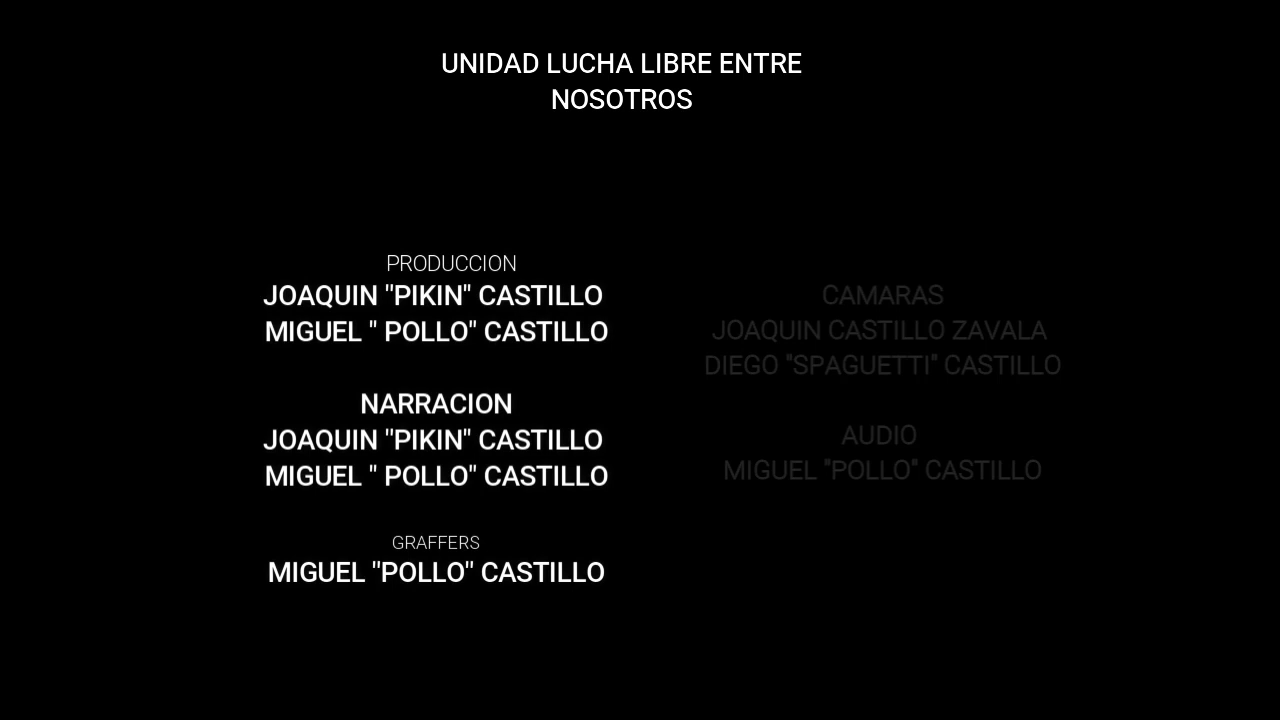 UNIDAD LUCHA LIBRE ENTRE
NOSOTROS
PRODUCCION
JOAQUIN "PIKIN" CASTILLO
MIGUEL " POLLO" CASTILLO
NARRACION
JOAQUIN "PIKIN" CASTILLO
MIGUEL " POLLO" CASTILLO
GRAFFERS
MIGUEL "POLLO" CASTILLO
CAMARAS
JOAQUIN CASTILLO ZAVALA
DIEGO "SPAGUETTI" CASTILLO
AUDIO
MIGUEL "POLLO" CASTILLO